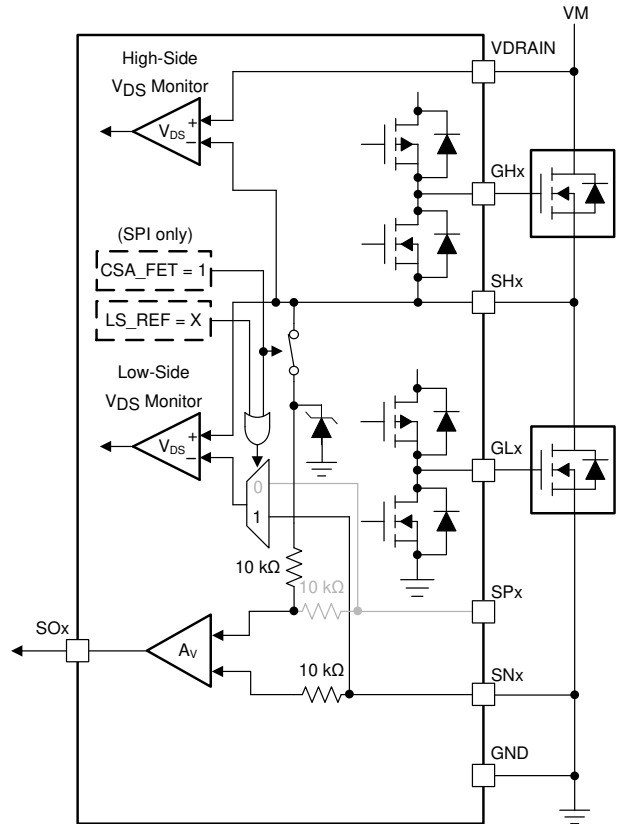 VM
VDRAIN
High-Side
VDS Monitor
VDS
+
−
GHx
(SPI only)
CSA_FET = 1
SHx
LS_REF = X
Low-Side
VDS Monitor
VDS
+
−
GLx
0
1
10 kΩ
10 kΩ
SPx
SOx
AV
10 kΩ
SNx
GND